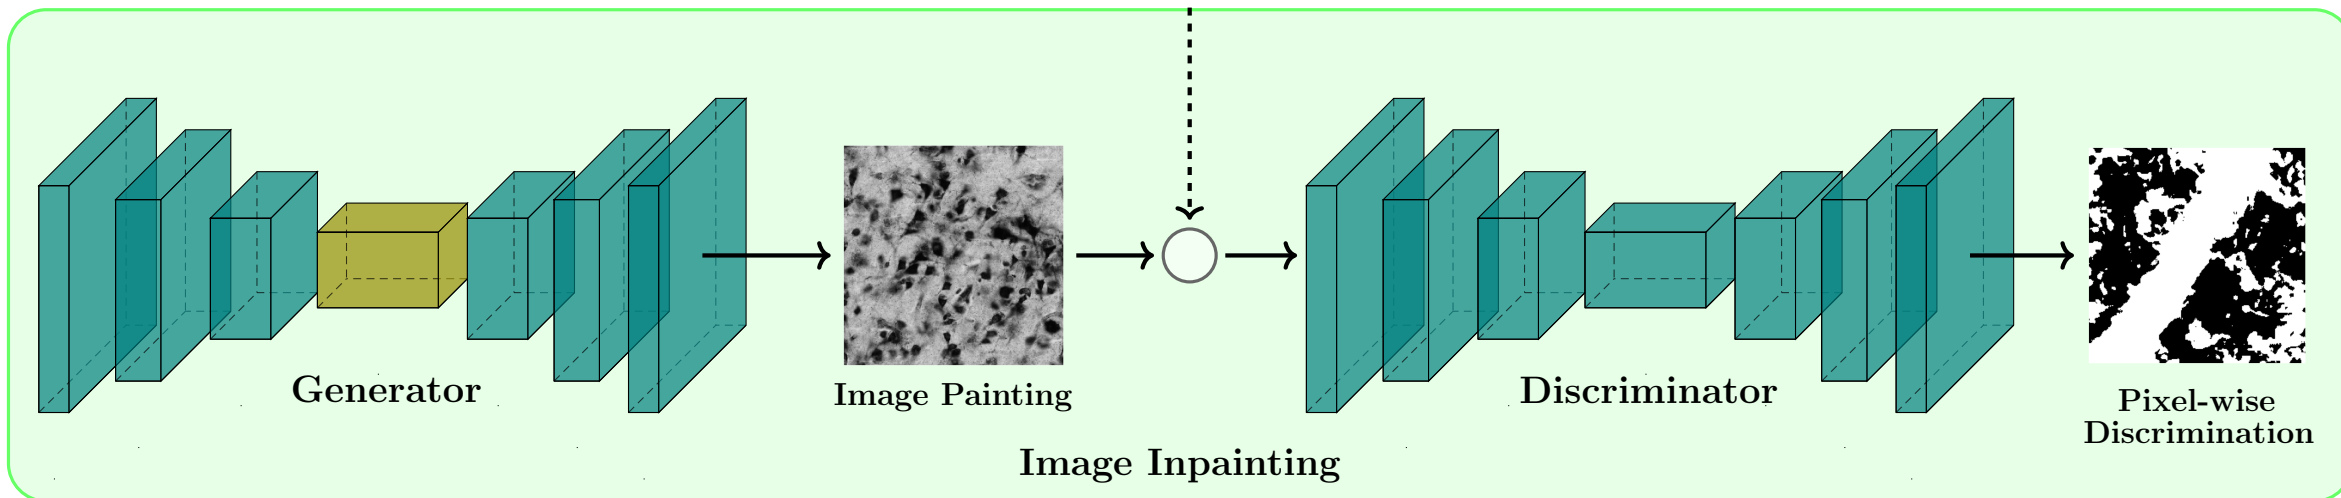 Generator
Image Painting
Discriminator
Pixel-wise
Discrimination
Image Inpainting